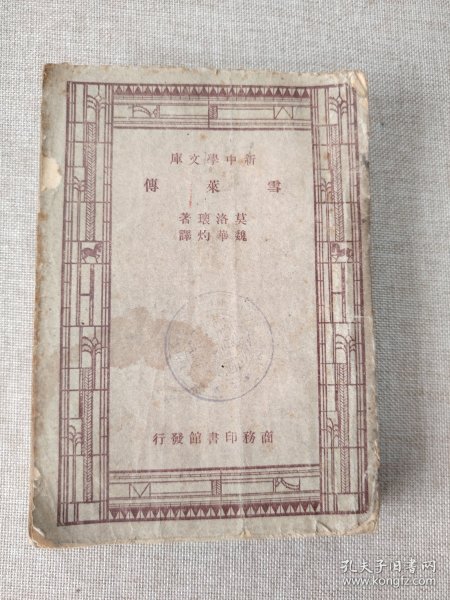 新中學文庫
雪萊傳
莫洛瓌著
魏華灼譯
商務印書館發行
孔夫子旧书网
www.kongfz.com